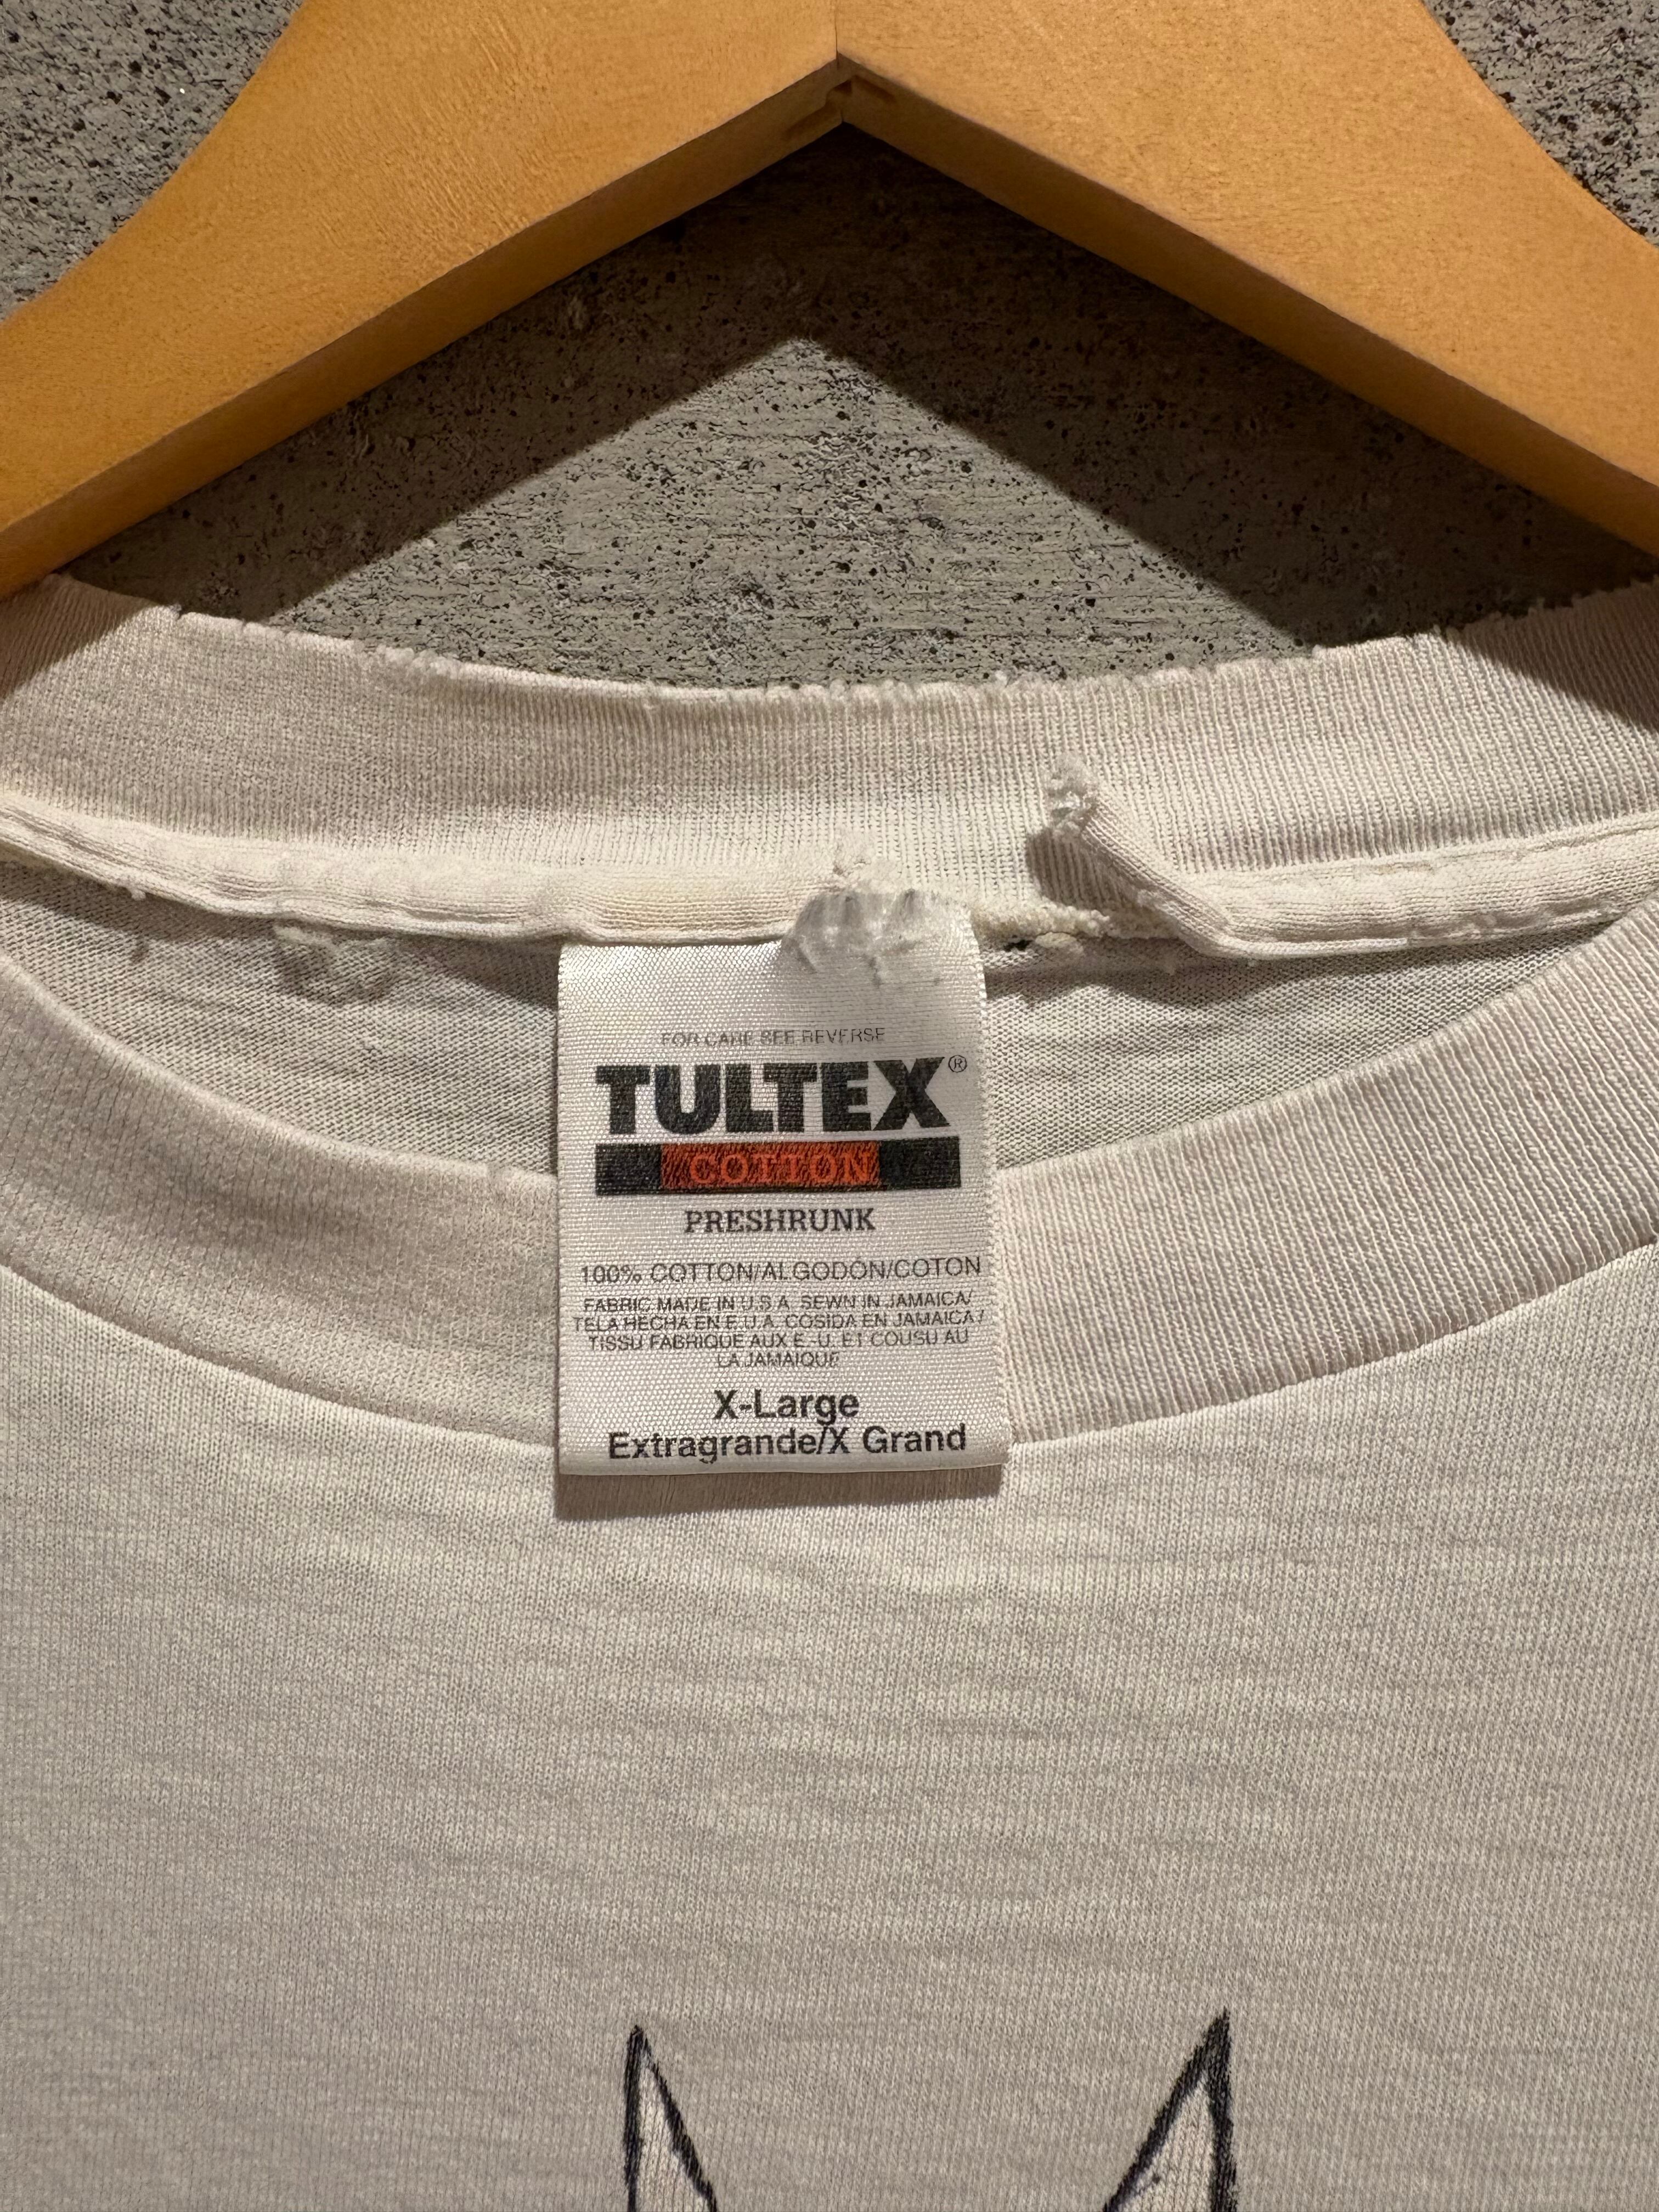 FOR CARE SEE REVERSE
TULTEX®
COTTON
PRESHRUNK
100% COTTON/ALGODÓN/COTON
FABRIC MADE IN U.S.A. SEWN IN JAMAICA/
TELA HECHA EN E.U.A. COSIDA EN JAMAICA/
TISSU FABRIQUE AUX E.-U. ET COUSU AU
LA JAMAIQUE
X-Large
Extragrande/X Grand